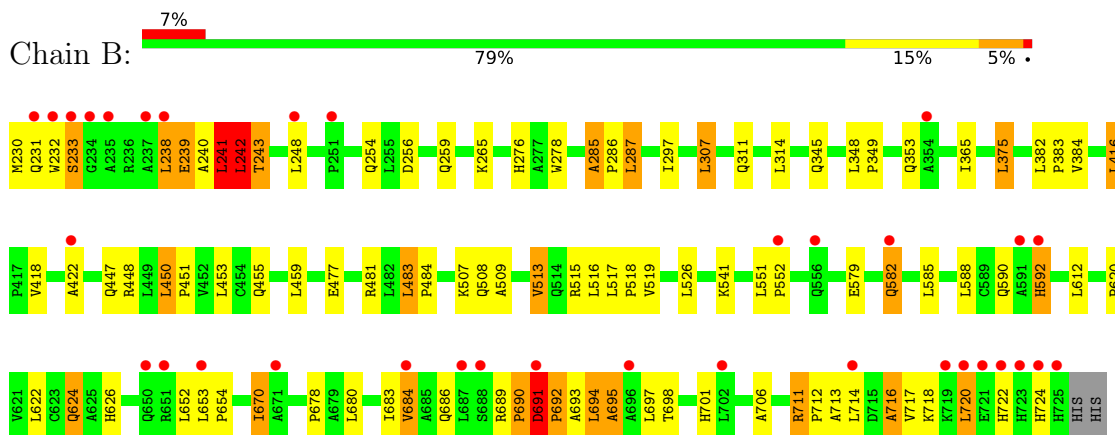 7%
Chain B:
79% 15% 5% •
M230 Q231 W232 S233 G234 A235 R236 A237 L238 E239 A240 L241 L242 T243 L248 P251 Q254 L255 D256 Q259 K265 H276 A277 W278 A285 P286 L287 I297 L307 Q311 L314 Q345 L348 P349 Q353 A354 I365 L375 L382 P383 V384 L416
P417 V418 A422 Q447 R448 L449 L450 P451 V452 L453 C454 Q455 L459 E477 R481 L482 L483 P484 K507 Q508 A509 V513 Q514 R515 L516 L517 P518 V519 L526 K541 L551 P552 Q556 E579 Q582 L585 L588 C589 Q590 A591 H592 L612
V621 L622 C623 Q624 A625 H626 Q650 R651 L652 L653 P654 I670 A671 P678 A679 L680 I683 V684 A685 Q686 L687 S688 R689 P690 D691 P692 A693 L694 A695 A696 L697 T698 H701 L702 A706 R711 P712 A713 L714 D715 A716 V717 K718 K719 L720 E721 H722 H723 H724 H725 HIS HIS